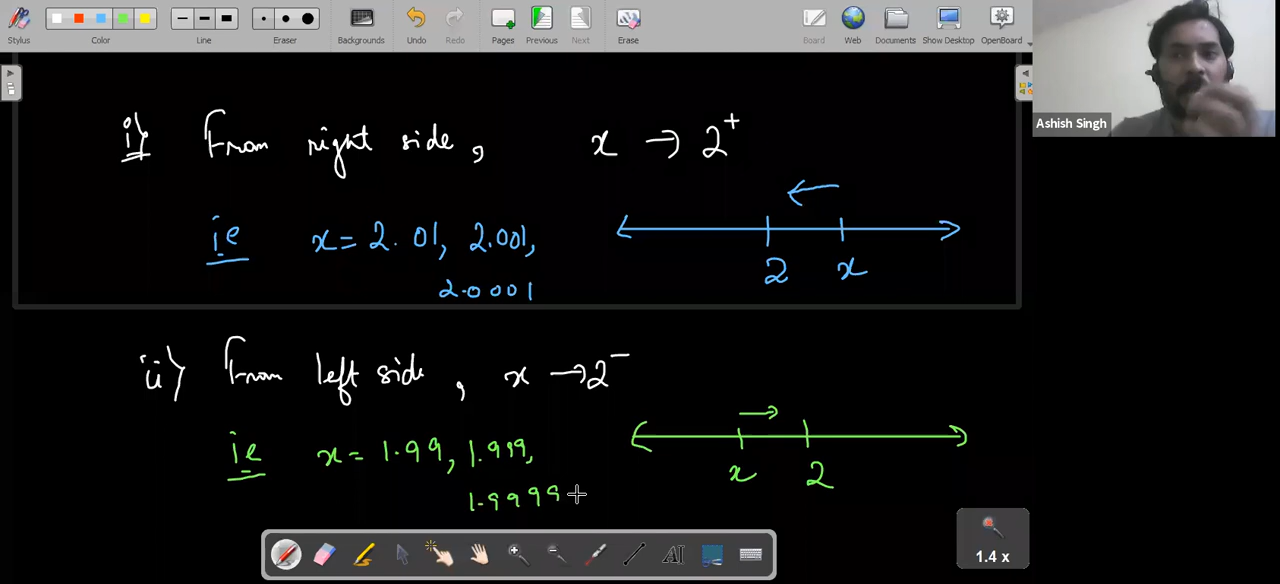 Stylus Color Line Eraser Backgrounds Undo Redo Pages Previous Next Erase Board Web Documents Show Desktop OpenBoard
Ashish Singh
i) From right side, x → 2⁺
ie x = 2.01, 2.001,
2.0001
2 x
ii) From left side, x → 2⁻
ie x = 1.99, 1.999,
1.9999
x 2
1.4 x